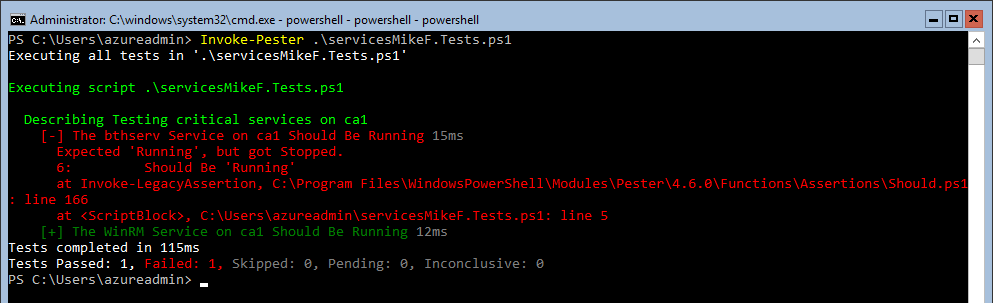 Administrator: C:\windows\system32\cmd.exe - powershell - powershell - powershell
PS C:\Users\azureadmin> Invoke-Pester .\servicesMikeF.Tests.ps1
Executing all tests in '.\servicesMikeF.Tests.ps1'
Executing script .\servicesMikeF.Tests.ps1
Describing Testing critical services on ca1
[-] The bthserv Service on ca1 Should Be Running 15ms
Expected 'Running', but got Stopped.
6:         Should Be 'Running'
at Invoke-LegacyAssertion, C:\Program Files\WindowsPowerShell\Modules\Pester\4.6.0\Functions\Assertions\Should.ps1
: line 166
at <ScriptBlock>, C:\Users\azureadmin\servicesMikeF.Tests.ps1: line 5
[+] The WinRM Service on ca1 Should Be Running 12ms
Tests completed in 115ms
Tests Passed: 1, Failed: 1, Skipped: 0, Pending: 0, Inconclusive: 0
PS C:\Users\azureadmin>